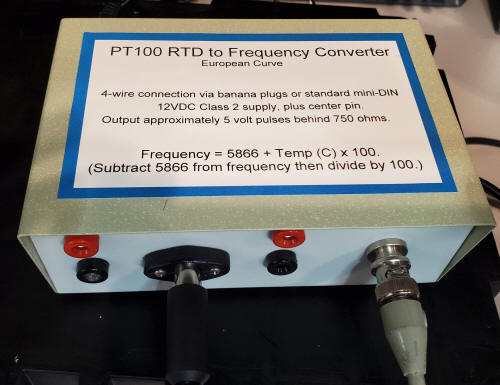 PT100 RTD to Frequency Converter
European Curve
4-wire connection via banana plugs or standard mini-DIN
12VDC Class 2 supply, plus center pin.
Output approximately 5 volt pulses behind 750 ohms.
Frequency = 5866 + Temp (C) x 100.
(Subtract 5866 from frequency then divide by 100.)